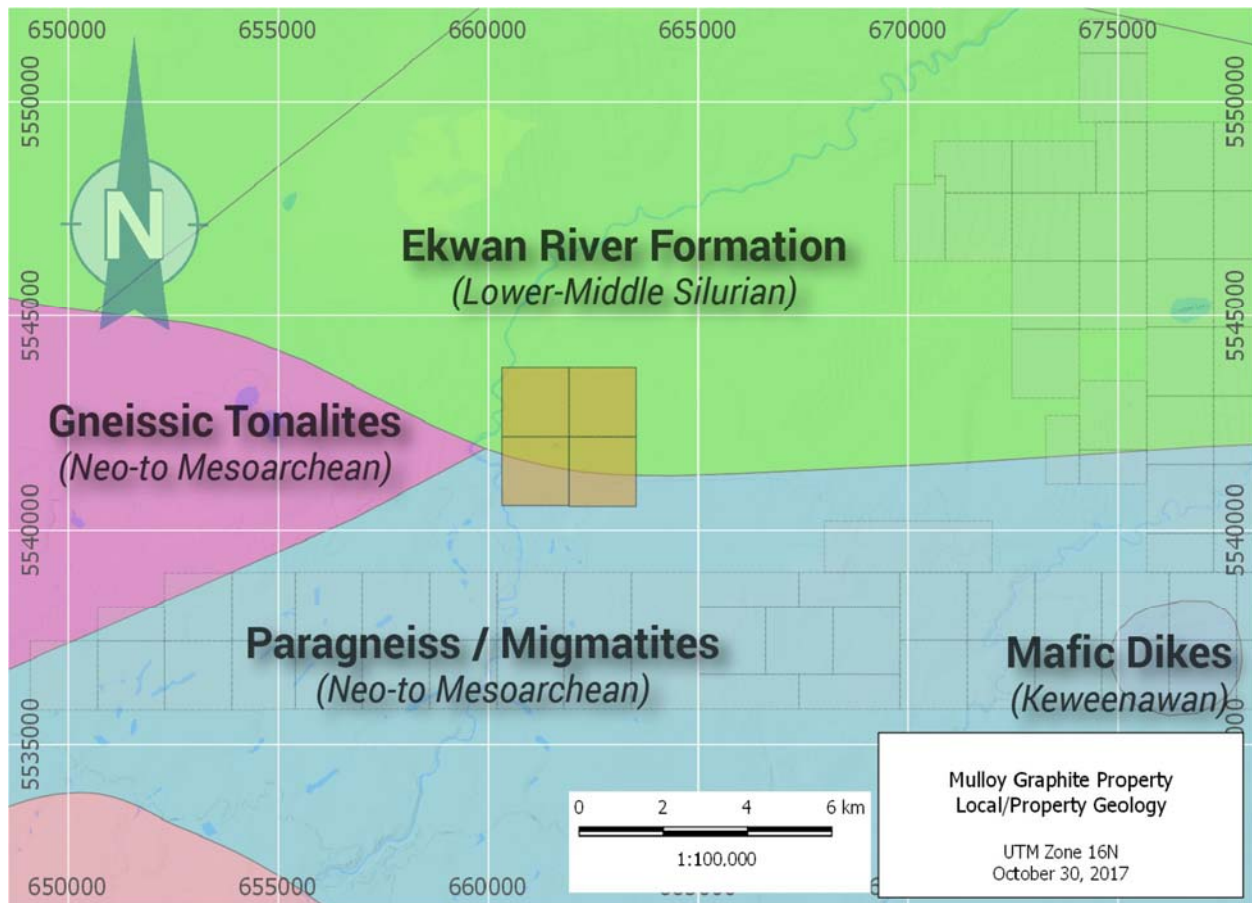 650000
655000
660000
665000
670000
675000
5550000
5550000
N
Ekwan River Formation
(Lower-Middle Silurian)
5545000
5545000
Gneissic Tonalites
(Neo-to Mesoarchean)
5540000
5540000
Paragneiss / Migmatites
(Neo-to Mesoarchean)
Mafic Dikes
(Keweenawan)
5535000
Mulloy Graphite Property
Local/Property Geology
UTM Zone 16N
October 30, 2017
0 2 4 6 km
1:100.000
650000
655000
660000